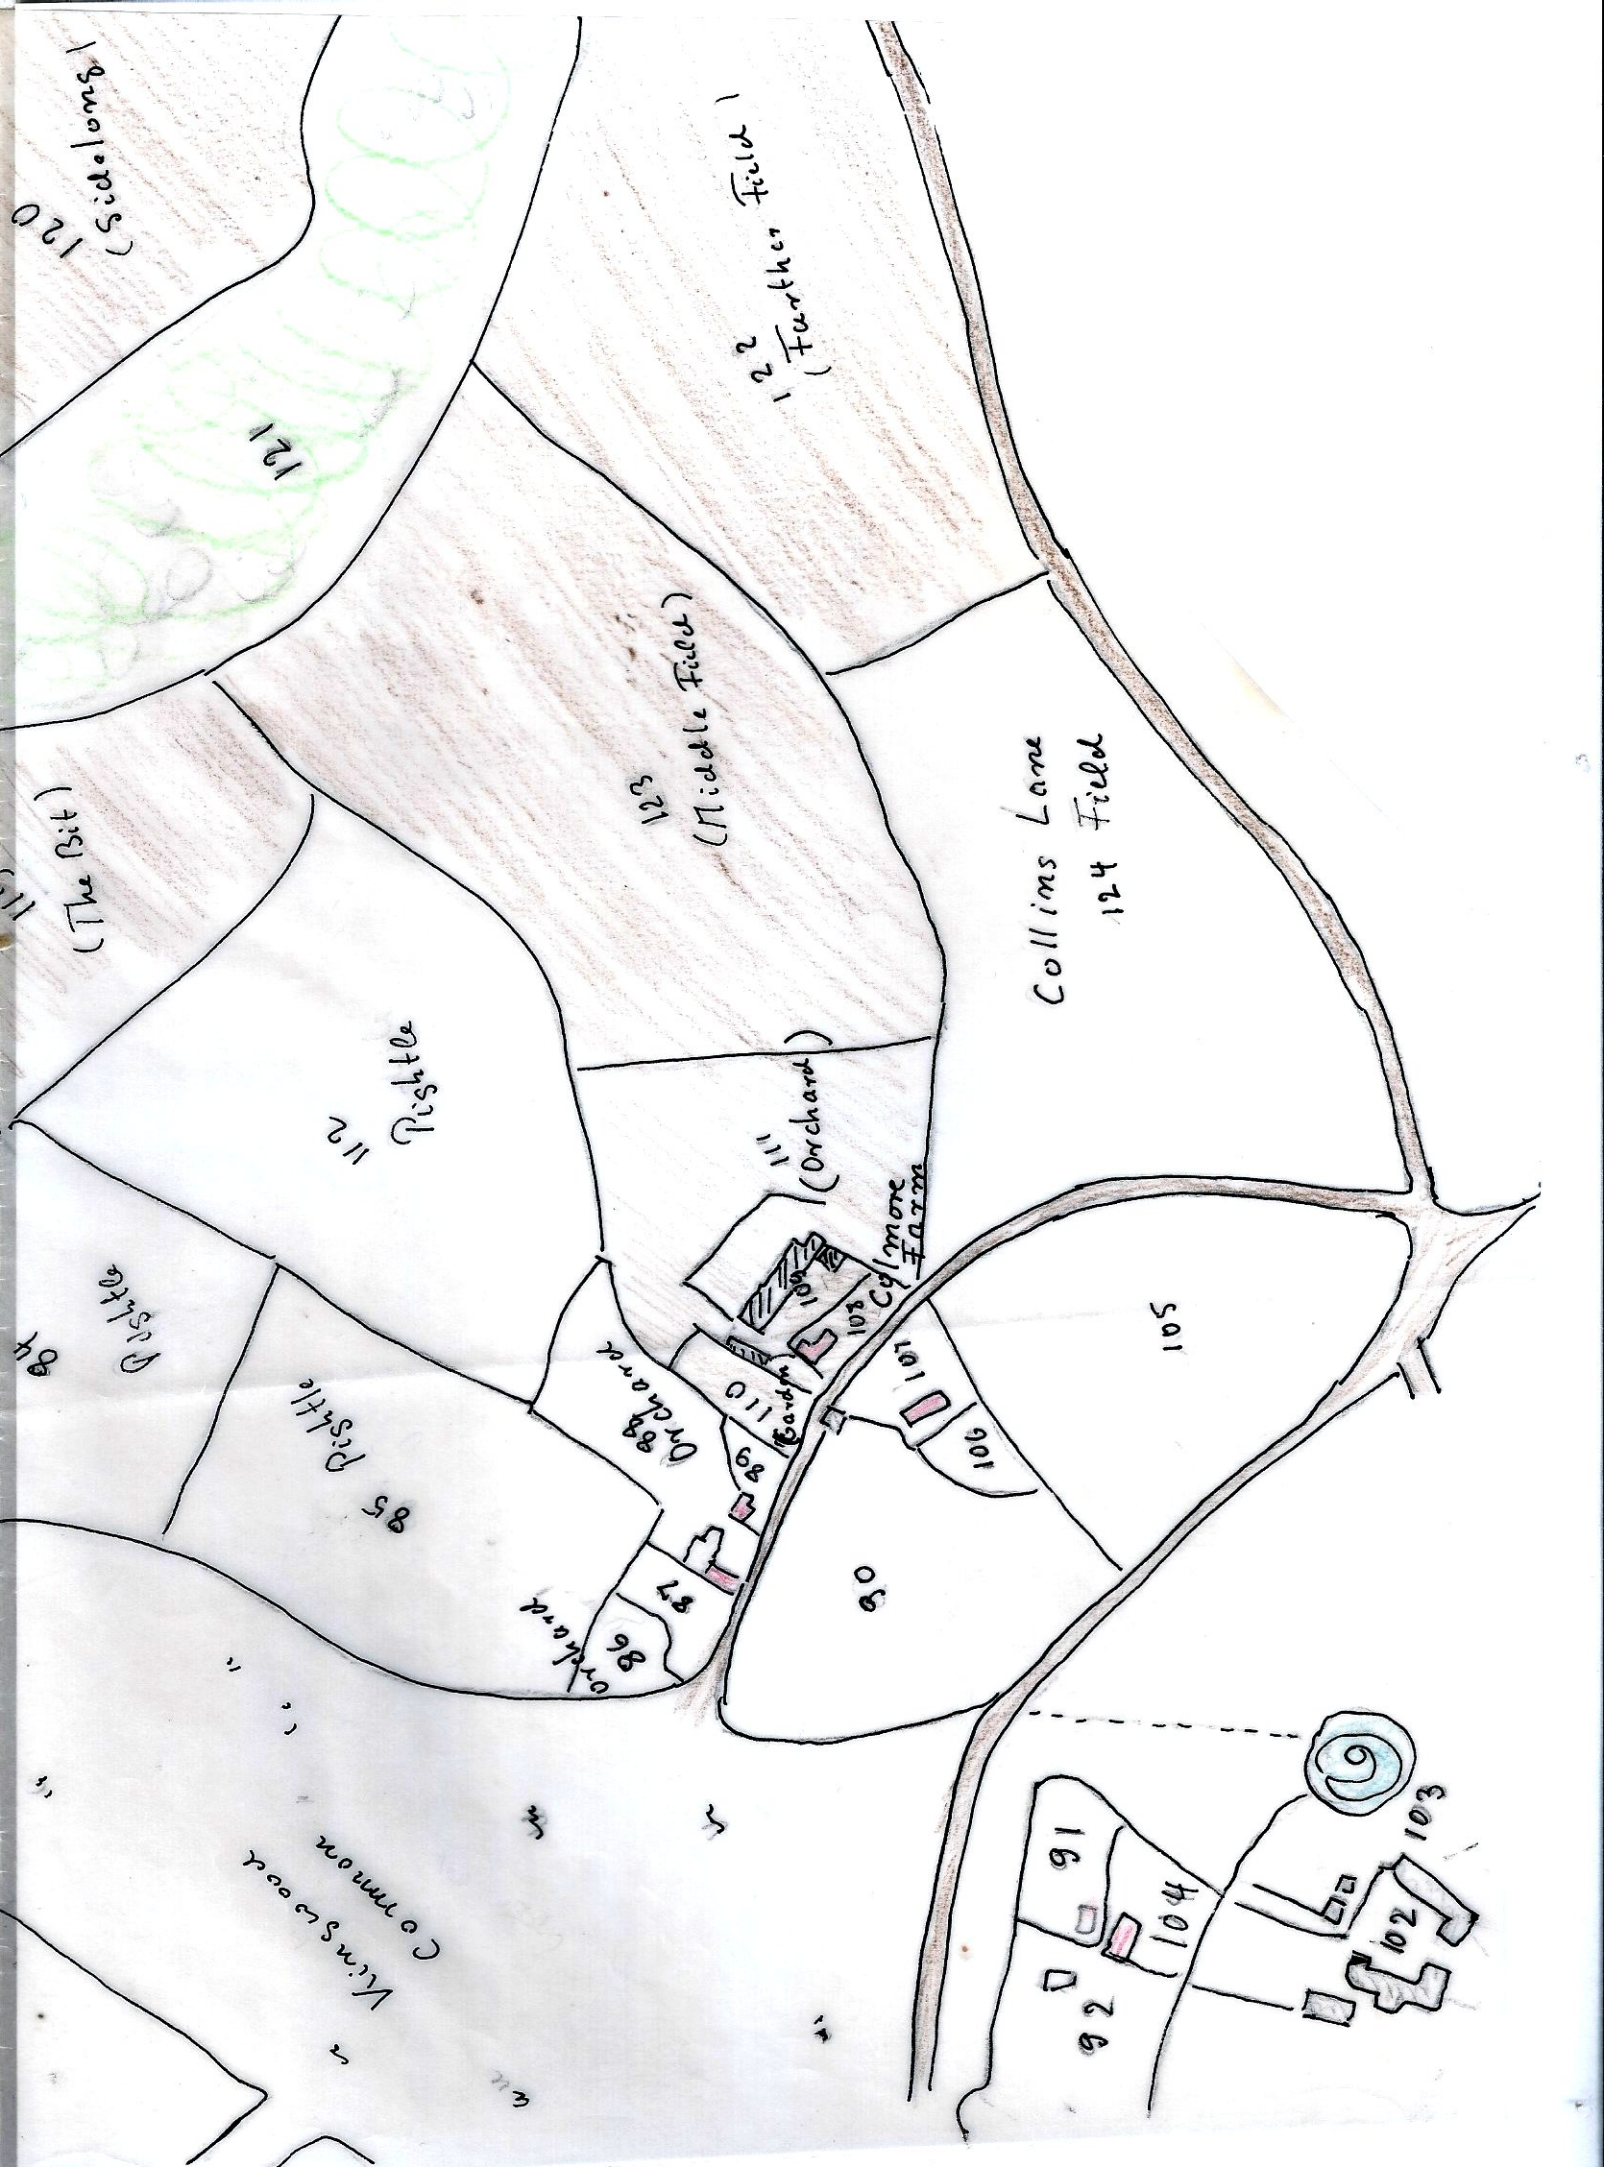 120
(Sidelong)
121
122
(Further Field)
123
(Middle Field)
(The Bit)
Collins Lane
124 Field
112
Pightle
111
(Orchard)
84
Pightle
85 Pightle
88
Orchard
110
Garden
109
108
Collmore
Farm
107
106
105
89
87
86
orchard
90
Kingswood
Common
91
92
104
103
102